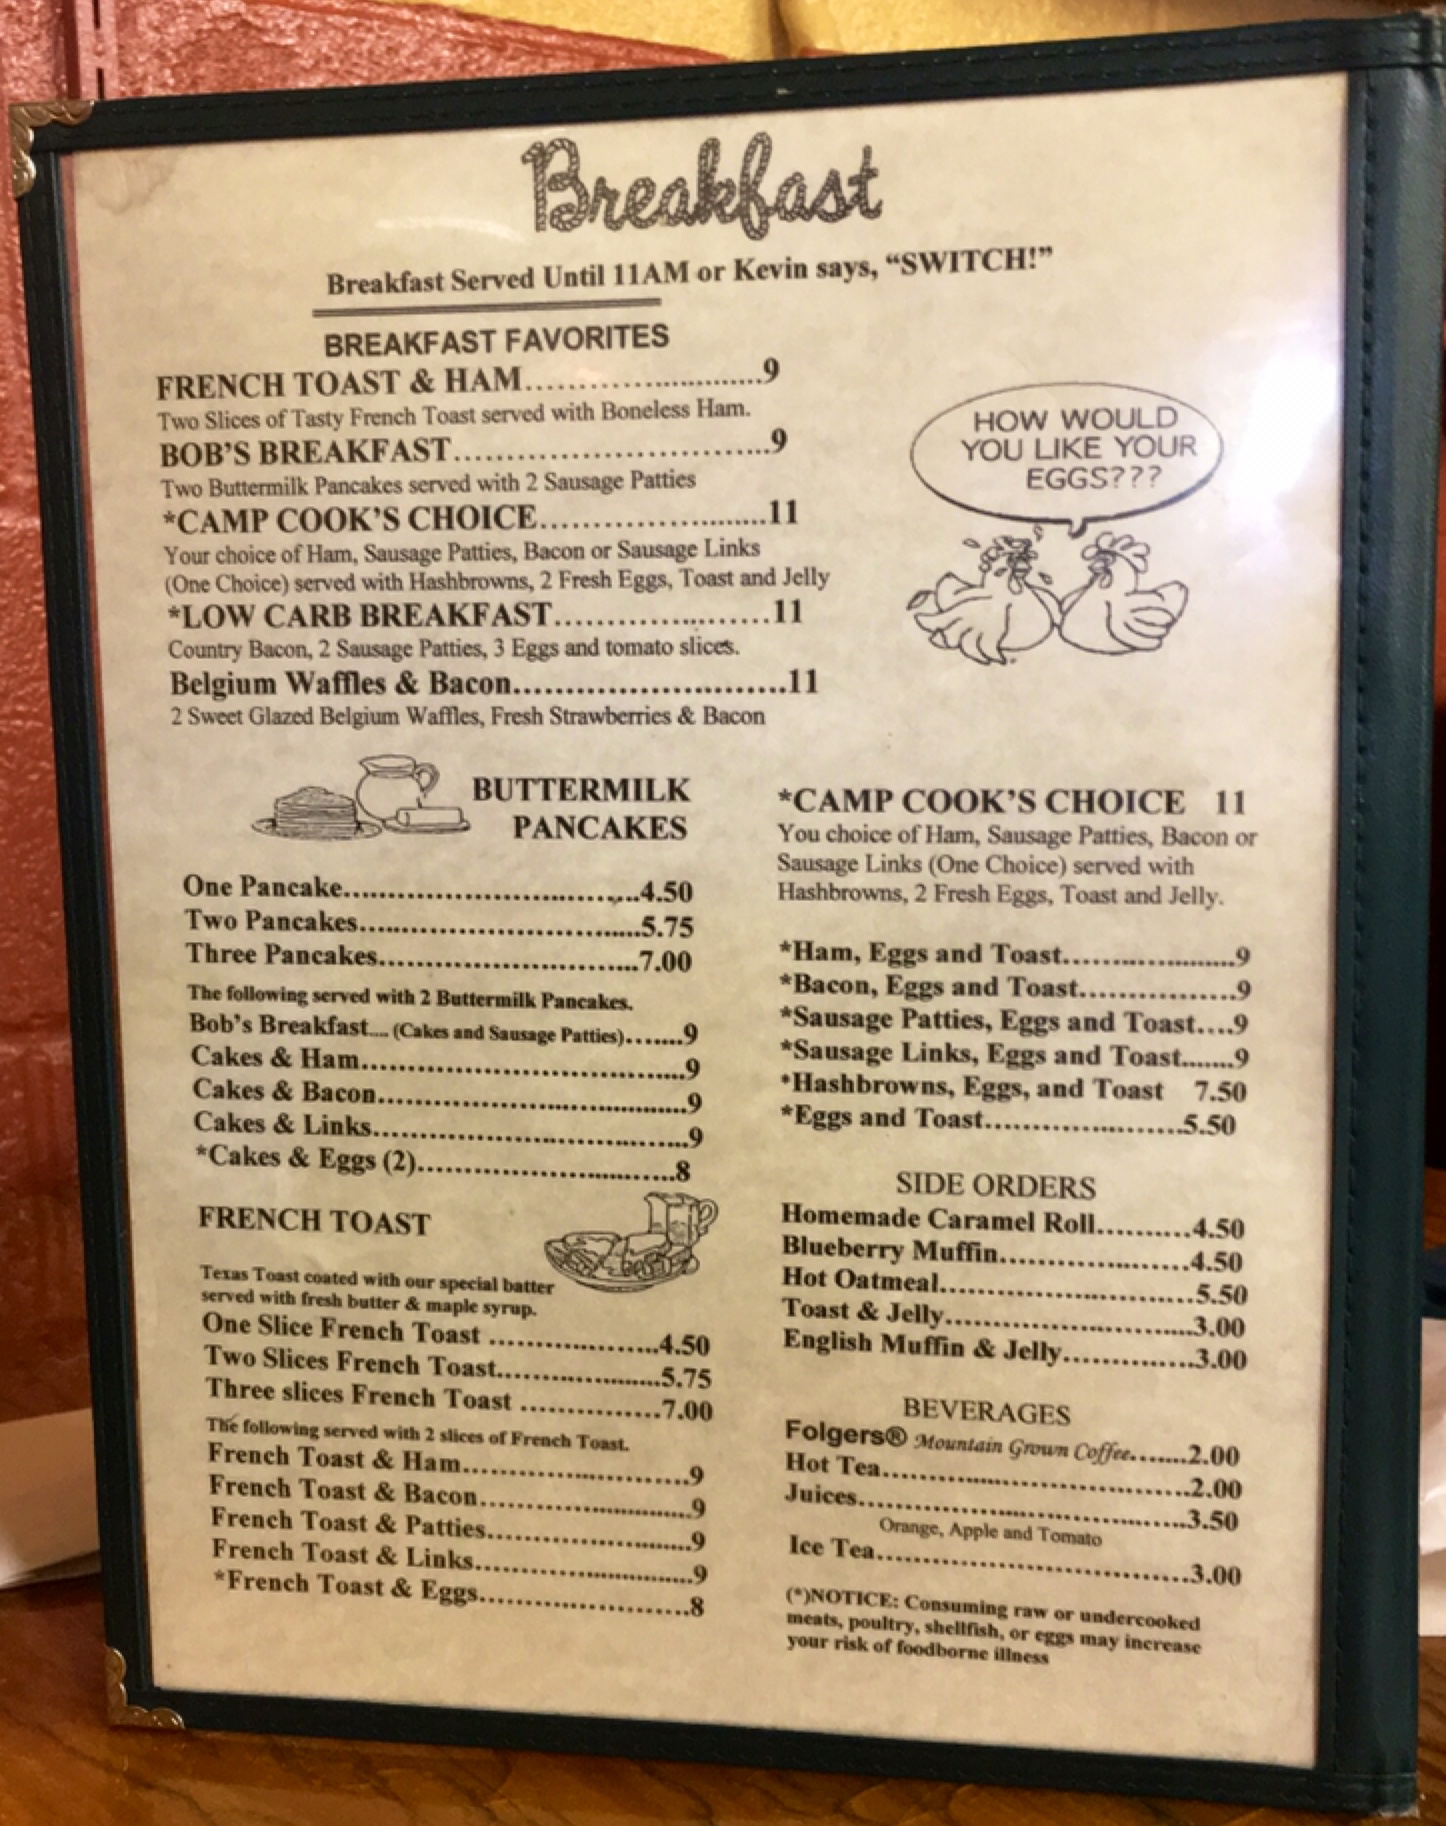 Breakfast
Breakfast Served Until 11AM or Kevin says, “SWITCH!”
BREAKFAST FAVORITES
FRENCH TOAST & HAM..............................9
Two Slices of Tasty French Toast served with Boneless Ham.
BOB’S BREAKFAST..............................9
Two Buttermilk Pancakes served with 2 Sausage Patties
*CAMP COOK’S CHOICE..........................11
Your choice of Ham, Sausage Patties, Bacon or Sausage Links
(One Choice) served with Hashbrowns, 2 Fresh Eggs, Toast and Jelly
*LOW CARB BREAKFAST.........................11
Country Bacon, 2 Sausage Patties, 3 Eggs and tomato slices.
Belgium Waffles & Bacon..............................11
2 Sweet Glazed Belgium Waffles, Fresh Strawberries & Bacon
HOW WOULD
YOU LIKE YOUR
EGGS???
BUTTERMILK
PANCAKES
One Pancake..................................4.50
Two Pancakes.................................5.75
Three Pancakes..............................7.00
The following served with 2 Buttermilk Pancakes.
Bob’s Breakfast.... (Cakes and Sausage Patties).......9
Cakes & Ham.....................................9
Cakes & Bacon...................................9
Cakes & Links....................................9
*Cakes & Eggs (2)..............................8
FRENCH TOAST
Texas Toast coated with our special batter
served with fresh butter & maple syrup.
One Slice French Toast ...................4.50
Two Slices French Toast...................5.75
Three slices French Toast ...............7.00
The following served with 2 slices of French Toast.
French Toast & Ham..........................9
French Toast & Bacon........................9
French Toast & Patties.......................9
French Toast & Links.........................9
*French Toast & Eggs........................8
*CAMP COOK’S CHOICE 11
You choice of Ham, Sausage Patties, Bacon or
Sausage Links (One Choice) served with
Hashbrowns, 2 Fresh Eggs, Toast and Jelly.
*Ham, Eggs and Toast....................9
*Bacon, Eggs and Toast.................9
*Sausage Patties, Eggs and Toast....9
*Sausage Links, Eggs and Toast.......9
*Hashbrowns, Eggs, and Toast 7.50
*Eggs and Toast.......................5.50
SIDE ORDERS
Homemade Caramel Roll..........4.50
Blueberry Muffin.....................4.50
Hot Oatmeal............................5.50
Toast & Jelly...........................3.00
English Muffin & Jelly..............3.00
BEVERAGES
Folgers® Mountain Grown Coffee.......2.00
Hot Tea..................................2.00
Juices.....................................3.50
Orange, Apple and Tomato
Ice Tea...................................3.00
(*)NOTICE: Consuming raw or undercooked
meats, poultry, shellfish, or eggs may increase
your risk of foodborne illness